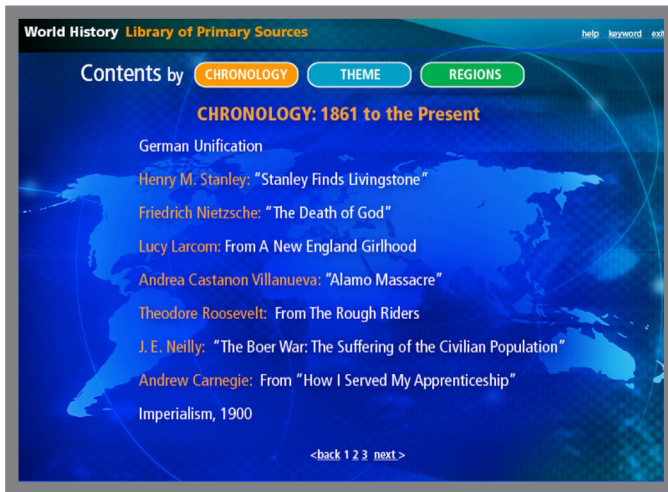 World History Library of Primary Sources
help keyword exit
Contents by CHRONOLOGY THEME REGIONS
CHRONOLOGY: 1861 to the Present
German Unification
Henry M. Stanley: “Stanley Finds Livingstone”
Friedrich Nietzsche: “The Death of God”
Lucy Larcom: From A New England Girlhood
Andrea Castanon Villanueva: “Alamo Massacre”
Theodore Roosevelt: From The Rough Riders
J. E. Neilly: “The Boer War: The Suffering of the Civilian Population”
Andrew Carnegie: From “How I Served My Apprenticeship”
Imperialism, 1900
<back 1 2 3 next >